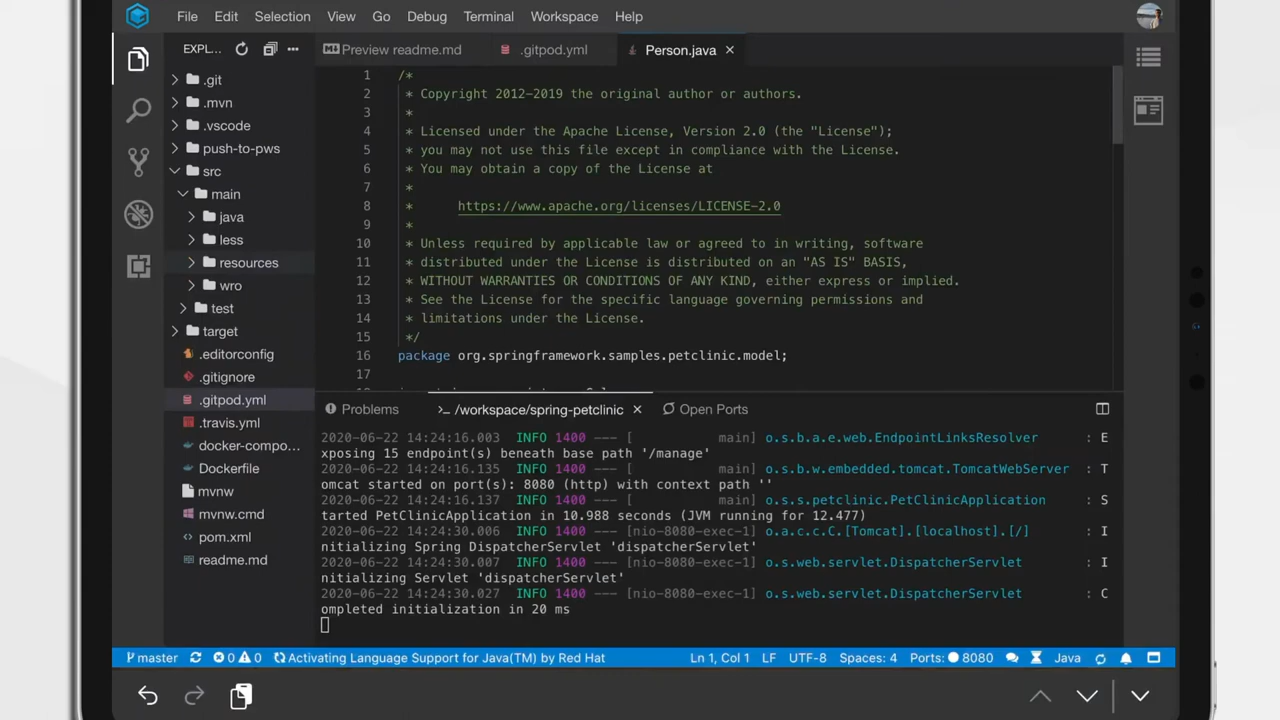 File Edit Selection View Go Debug Terminal Workspace Help
EXPL...
Preview readme.md
.gitpod.yml
Person.java
.git
.mvn
.vscode
push-to-pws
src
main
java
less
resources
wro
test
target
.editorconfig
.gitignore
.gitpod.yml
.travis.yml
docker-compo...
Dockerfile
mvnw
mvnw.cmd
pom.xml
readme.md
1 /*
2 * Copyright 2012-2019 the original author or authors.
3 *
4 * Licensed under the Apache License, Version 2.0 (the "License");
5 * you may not use this file except in compliance with the License.
6 * You may obtain a copy of the License at
7 *
8 * https://www.apache.org/licenses/LICENSE-2.0
9 *
10 * Unless required by applicable law or agreed to in writing, software
11 * distributed under the License is distributed on an "AS IS" BASIS,
12 * WITHOUT WARRANTIES OR CONDITIONS OF ANY KIND, either express or implied.
13 * See the License for the specific language governing permissions and
14 * limitations under the License.
15 */
16 package org.springframework.samples.petclinic.model;
17
Problems
>_ /workspace/spring-petclinic
Open Ports
2020-06-22 14:24:16.003 INFO 1400 --- [ main] o.s.b.a.e.web.EndpointLinksResolver : E
xposing 15 endpoint(s) beneath base path '/manage'
2020-06-22 14:24:16.135 INFO 1400 --- [ main] o.s.b.w.embedded.tomcat.TomcatWebServer : T
omcat started on port(s): 8080 (http) with context path ''
2020-06-22 14:24:16.137 INFO 1400 --- [ main] o.s.s.petclinic.PetClinicApplication : S
tarted PetClinicApplication in 10.988 seconds (JVM running for 12.477)
2020-06-22 14:24:30.006 INFO 1400 --- [nio-8080-exec-1] o.a.c.c.C.[Tomcat].[localhost].[/] : I
nitializing Spring DispatcherServlet 'dispatcherServlet'
2020-06-22 14:24:30.007 INFO 1400 --- [nio-8080-exec-1] o.s.web.servlet.DispatcherServlet : I
nitializing Servlet 'dispatcherServlet'
2020-06-22 14:24:30.027 INFO 1400 --- [nio-8080-exec-1] o.s.web.servlet.DispatcherServlet : C
ompleted initialization in 20 ms
master 0 0 Activating Language Support for Java(TM) by Red Hat Ln 1, Col 1 LF UTF-8 Spaces: 4 Ports: 8080 Java